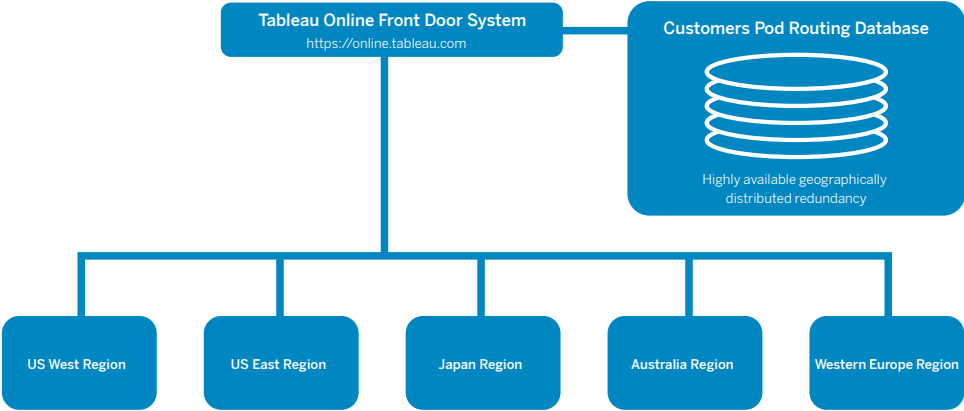 Tableau Online Front Door System
https://online.tableau.com
Customers Pod Routing Database
Highly available geographically
distributed redundancy
US West Region
US East Region
Japan Region
Australia Region
Western Europe Region